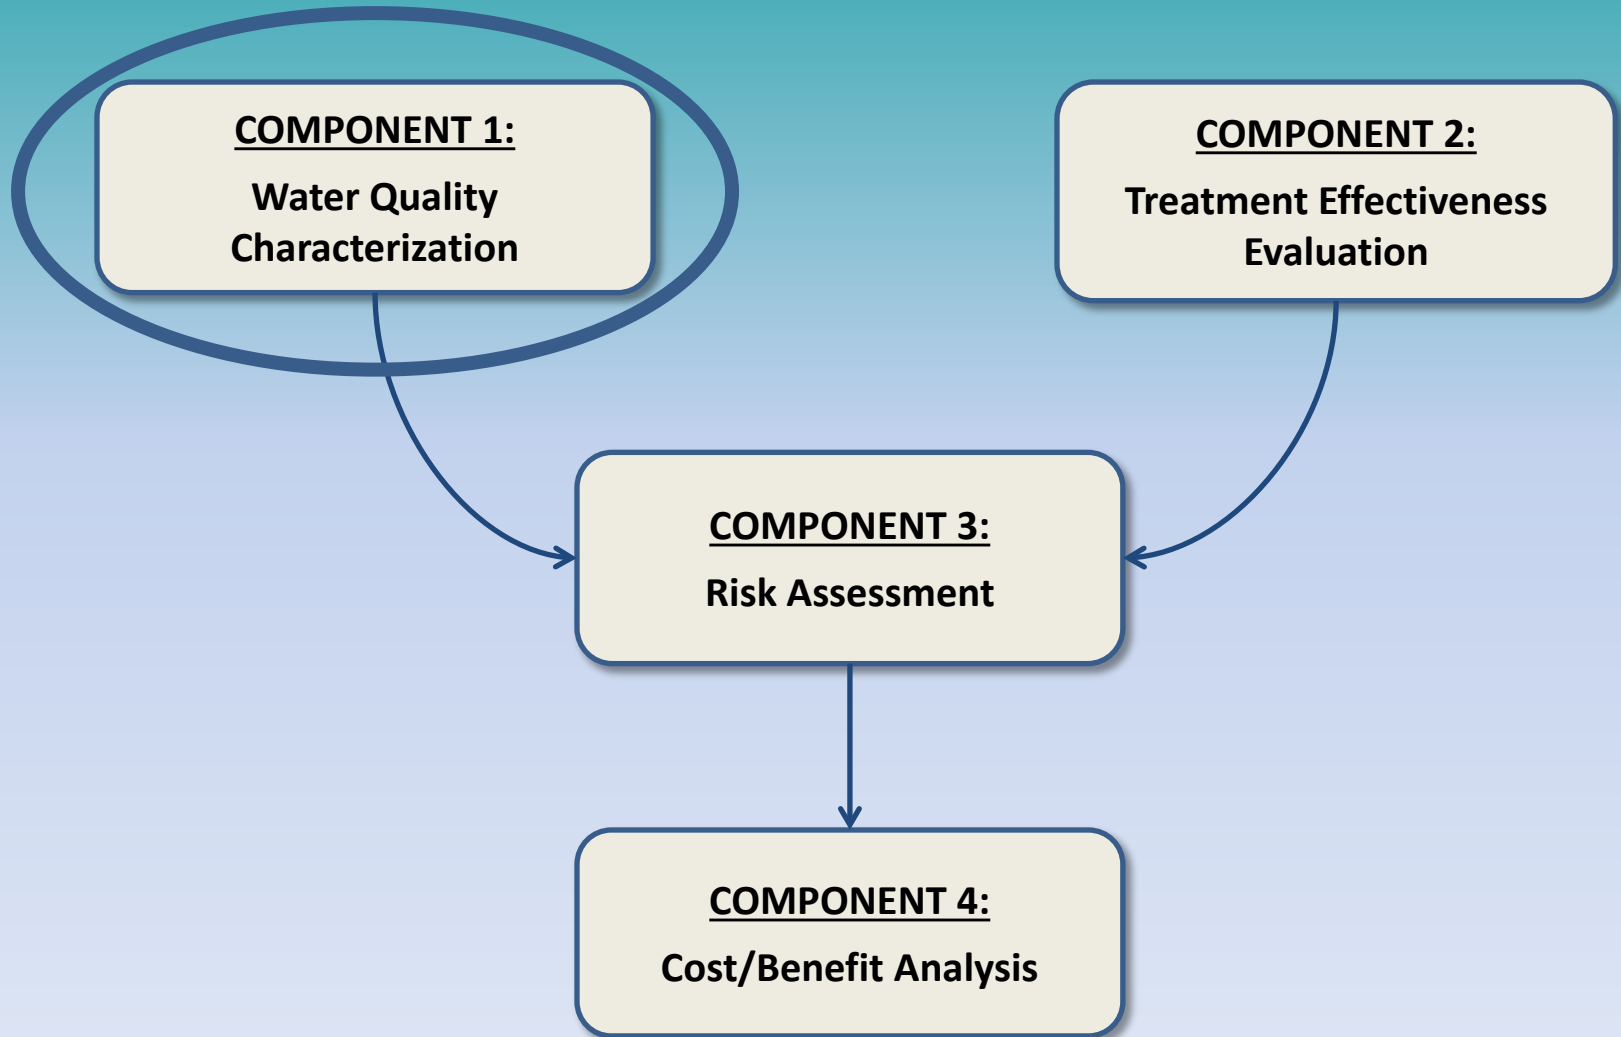 COMPONENT 1:
Water Quality
Characterization
COMPONENT 2:
Treatment Effectiveness
Evaluation
COMPONENT 3:
Risk Assessment
COMPONENT 4:
Cost/Benefit Analysis